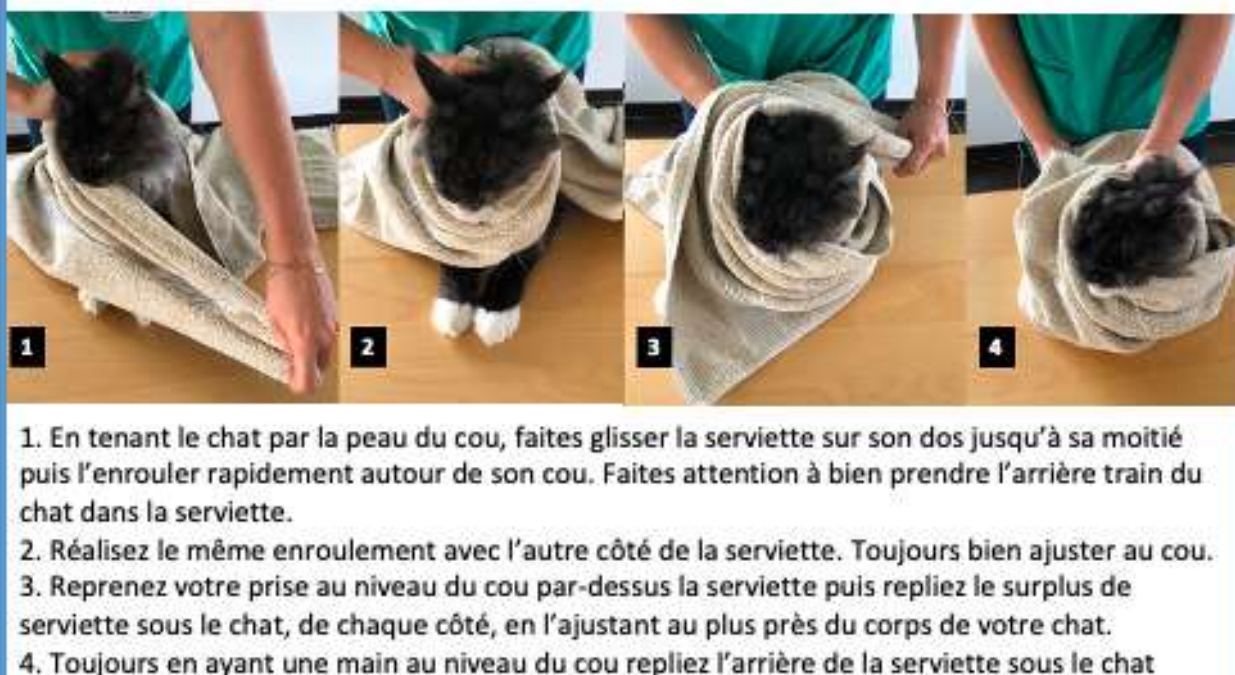 1
2
3
4
1. En tenant le chat par la peau du cou, faites glisser la serviette sur son dos jusqu'à sa moitié
puis l'enrouler rapidement autour de son cou. Faites attention à bien prendre l'arrière train du
chat dans la serviette.
2. Réalisez le même enroulement avec l'autre côté de la serviette. Toujours bien ajuster au cou.
3. Reprenez votre prise au niveau du cou par-dessus la serviette puis repliez le surplus de
serviette sous le chat, de chaque côté, en l'ajustant au plus près du corps de votre chat.
4. Toujours en ayant une main au niveau du cou repliez l'arrière de la serviette sous le chat